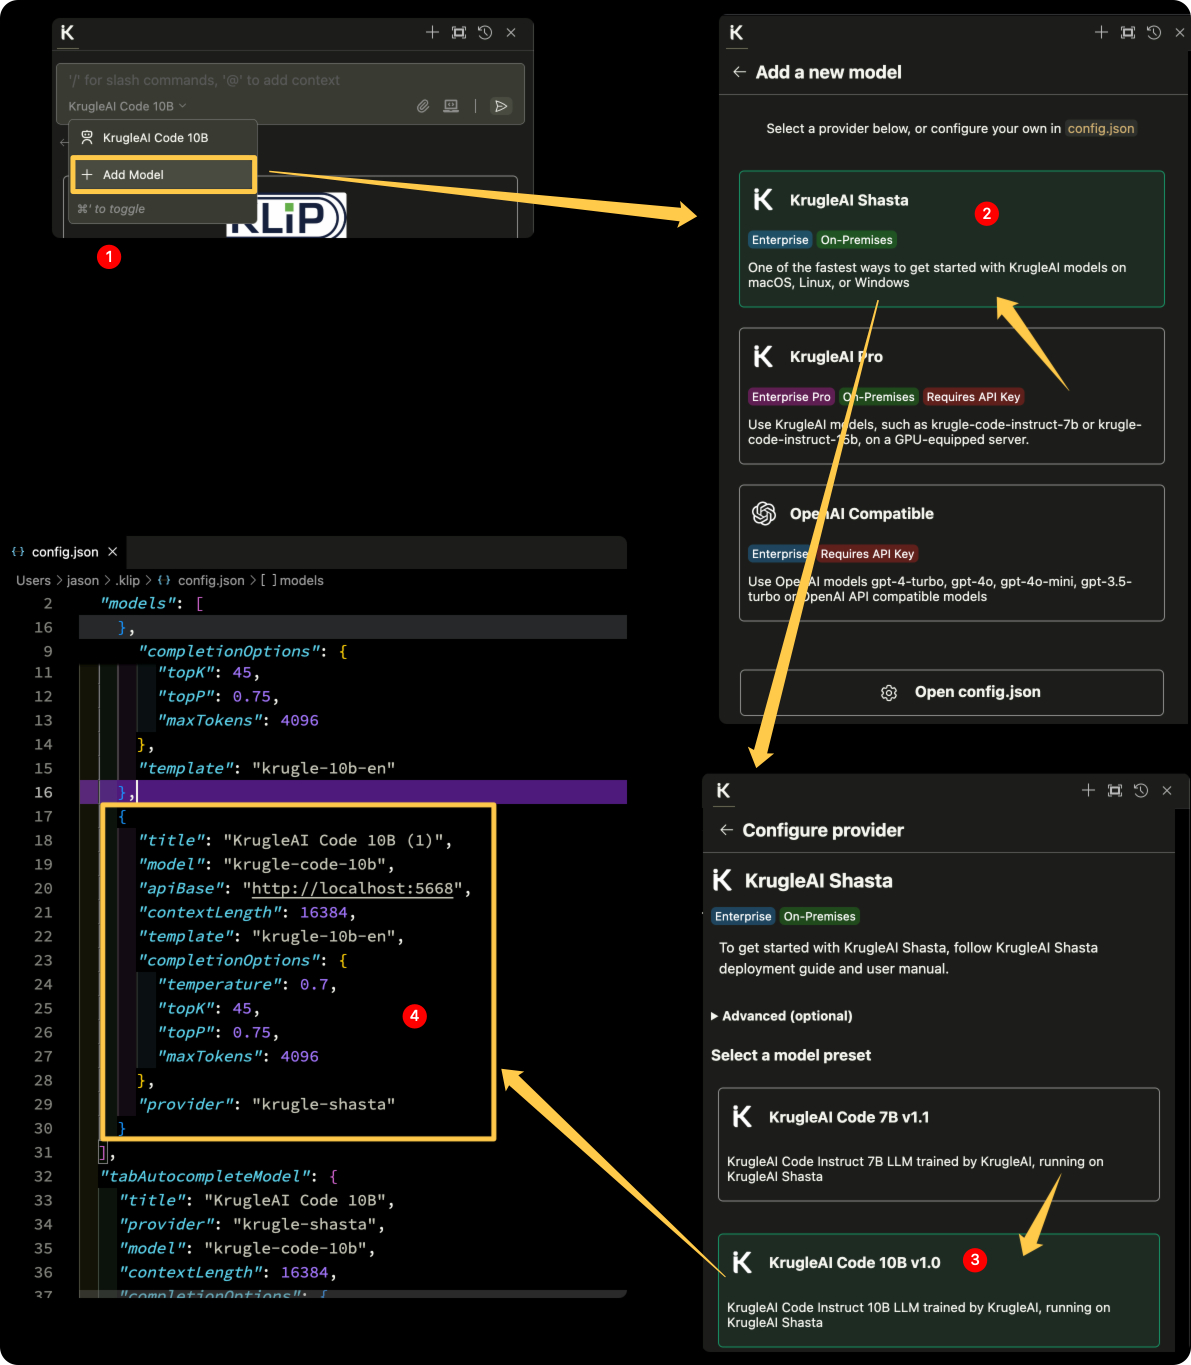 '/' for slash commands, '@' to add context
KrugleAI Code 10B
KrugleAI Code 10B
+ Add Model
⌘' to toggle
KLiP
1
Add a new model
Select a provider below, or configure your own in config.json
KrugleAI Shasta
2
Enterprise On-Premises
One of the fastest ways to get started with KrugleAI models on
macOS, Linux, or Windows
KrugleAI Pro
Enterprise Pro On-Premises Requires API Key
Use KrugleAI models, such as krugle-code-instruct-7b or krugle-
code-instruct-15b, on a GPU-equipped server.
OpenAI Compatible
Enterprise Requires API Key
Use OpenAI models gpt-4-turbo, gpt-4o, gpt-4o-mini, gpt-3.5-
turbo or OpenAI API compatible models
Open config.json
{} config.json ×
Users > jason > .klip > {} config.json > [ ] models
2 "models": [
16 },
9 "completionOptions": {
11 "topK": 45,
12 "topP": 0.75,
13 "maxTokens": 4096
14 },
15 "template": "krugle-10b-en"
16 },
17 {
18 "title": "KrugleAI Code 10B (1)",
19 "model": "krugle-code-10b",
20 "apiBase": "http://localhost:5668",
21 "contextLength": 16384,
22 "template": "krugle-10b-en",
23 "completionOptions": {
24 "temperature": 0.7,
25 "topK": 45,
26 "topP": 0.75,
27 "maxTokens": 4096
28 },
29 "provider": "krugle-shasta"
30 }
31 ],
32 "tabAutocompleteModel": {
33 "title": "KrugleAI Code 10B",
34 "provider": "krugle-shasta",
35 "model": "krugle-code-10b",
36 "contextLength": 16384,
37 "completionOptions": {
4
Configure provider
KrugleAI Shasta
Enterprise On-Premises
To get started with KrugleAI Shasta, follow KrugleAI Shasta
deployment guide and user manual.
Advanced (optional)
Select a model preset
KrugleAI Code 7B v1.1
KrugleAI Code Instruct 7B LLM trained by KrugleAI, running on
KrugleAI Shasta
KrugleAI Code 10B v1.0
3
KrugleAI Code Instruct 10B LLM trained by KrugleAI, running on
KrugleAI Shasta